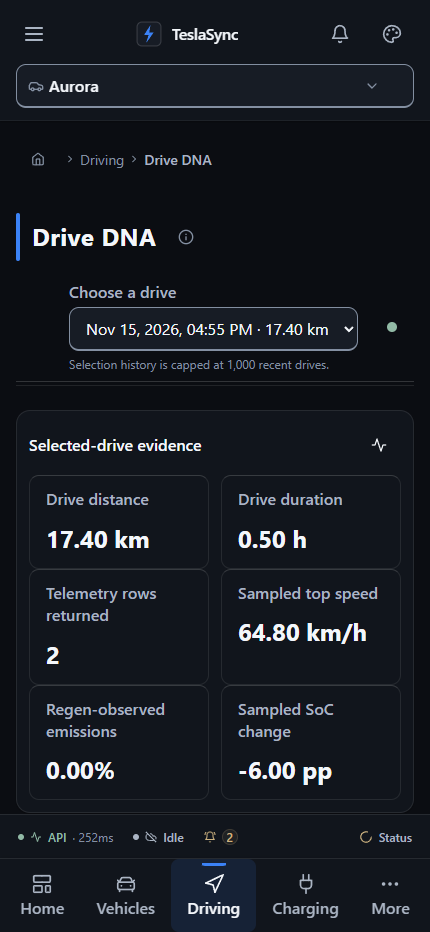 TeslaSync
Aurora
Driving
Drive DNA
Drive DNA
Choose a drive
Nov 15, 2026, 04:55 PM · 17.40 km
Selection history is capped at 1,000 recent drives.
Selected-drive evidence
Drive distance
17.40 km
Drive duration
0.50 h
Telemetry rows
returned
2
Sampled top speed
64.80 km/h
Regen-observed
emissions
0.00%
Sampled SoC
change
-6.00 pp
API · 252ms
Idle
2
Status
Home
Vehicles
Driving
Charging
More